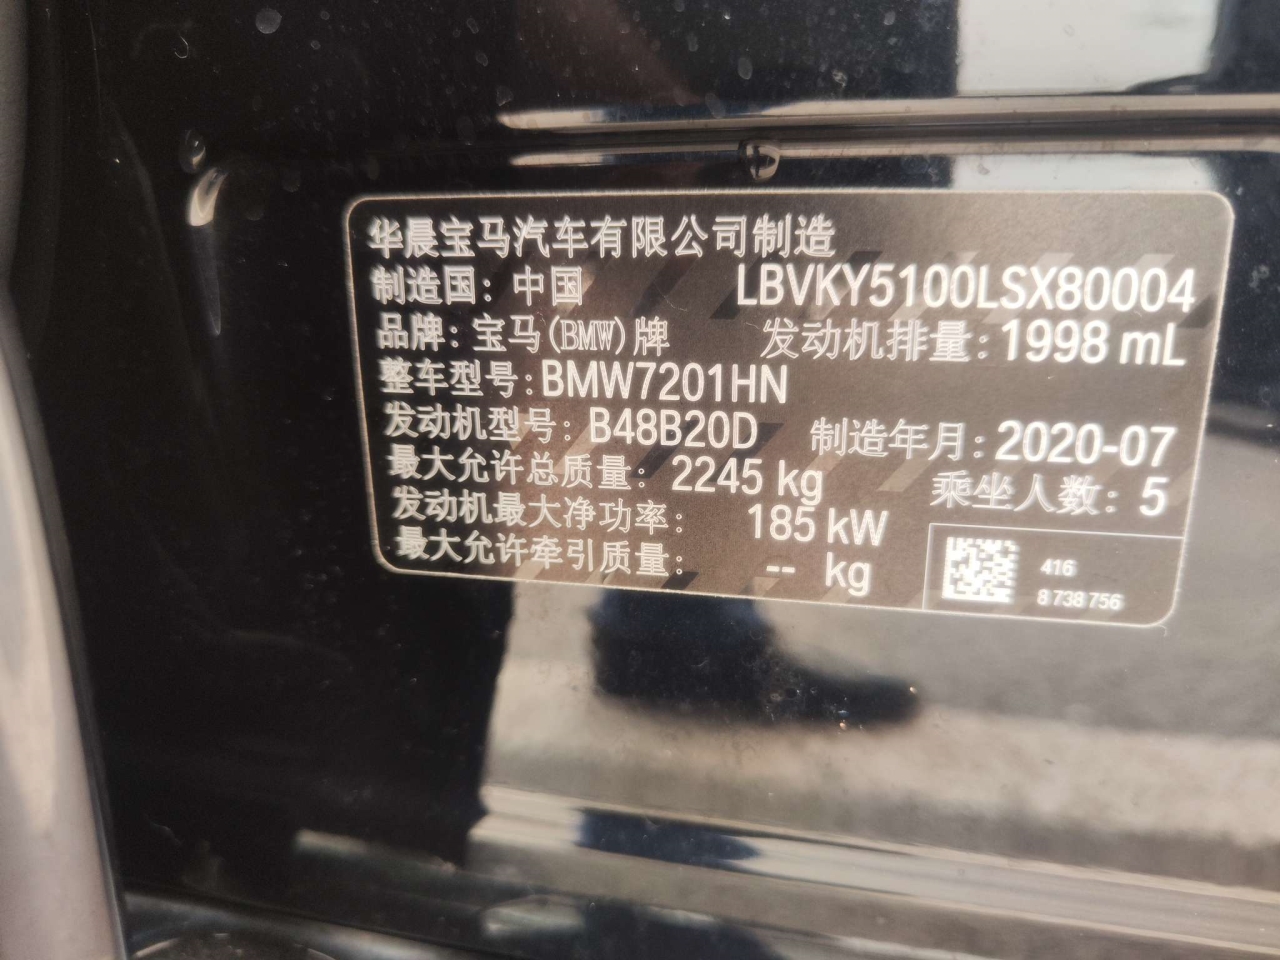 华晨宝马汽车有限公司制造
制造国：中国 LBVKY5100LSX80004
品牌：宝马(BMW)牌 发动机排量：1998 mL
整车型号：BMW7201HN
发动机型号：B48B20D 制造年月：2020-07
最大允许总质量：2245 kg 乘坐人数：5
发动机最大净功率：185 kW
最大允许牵引质量：-- kg
416
8 738 756